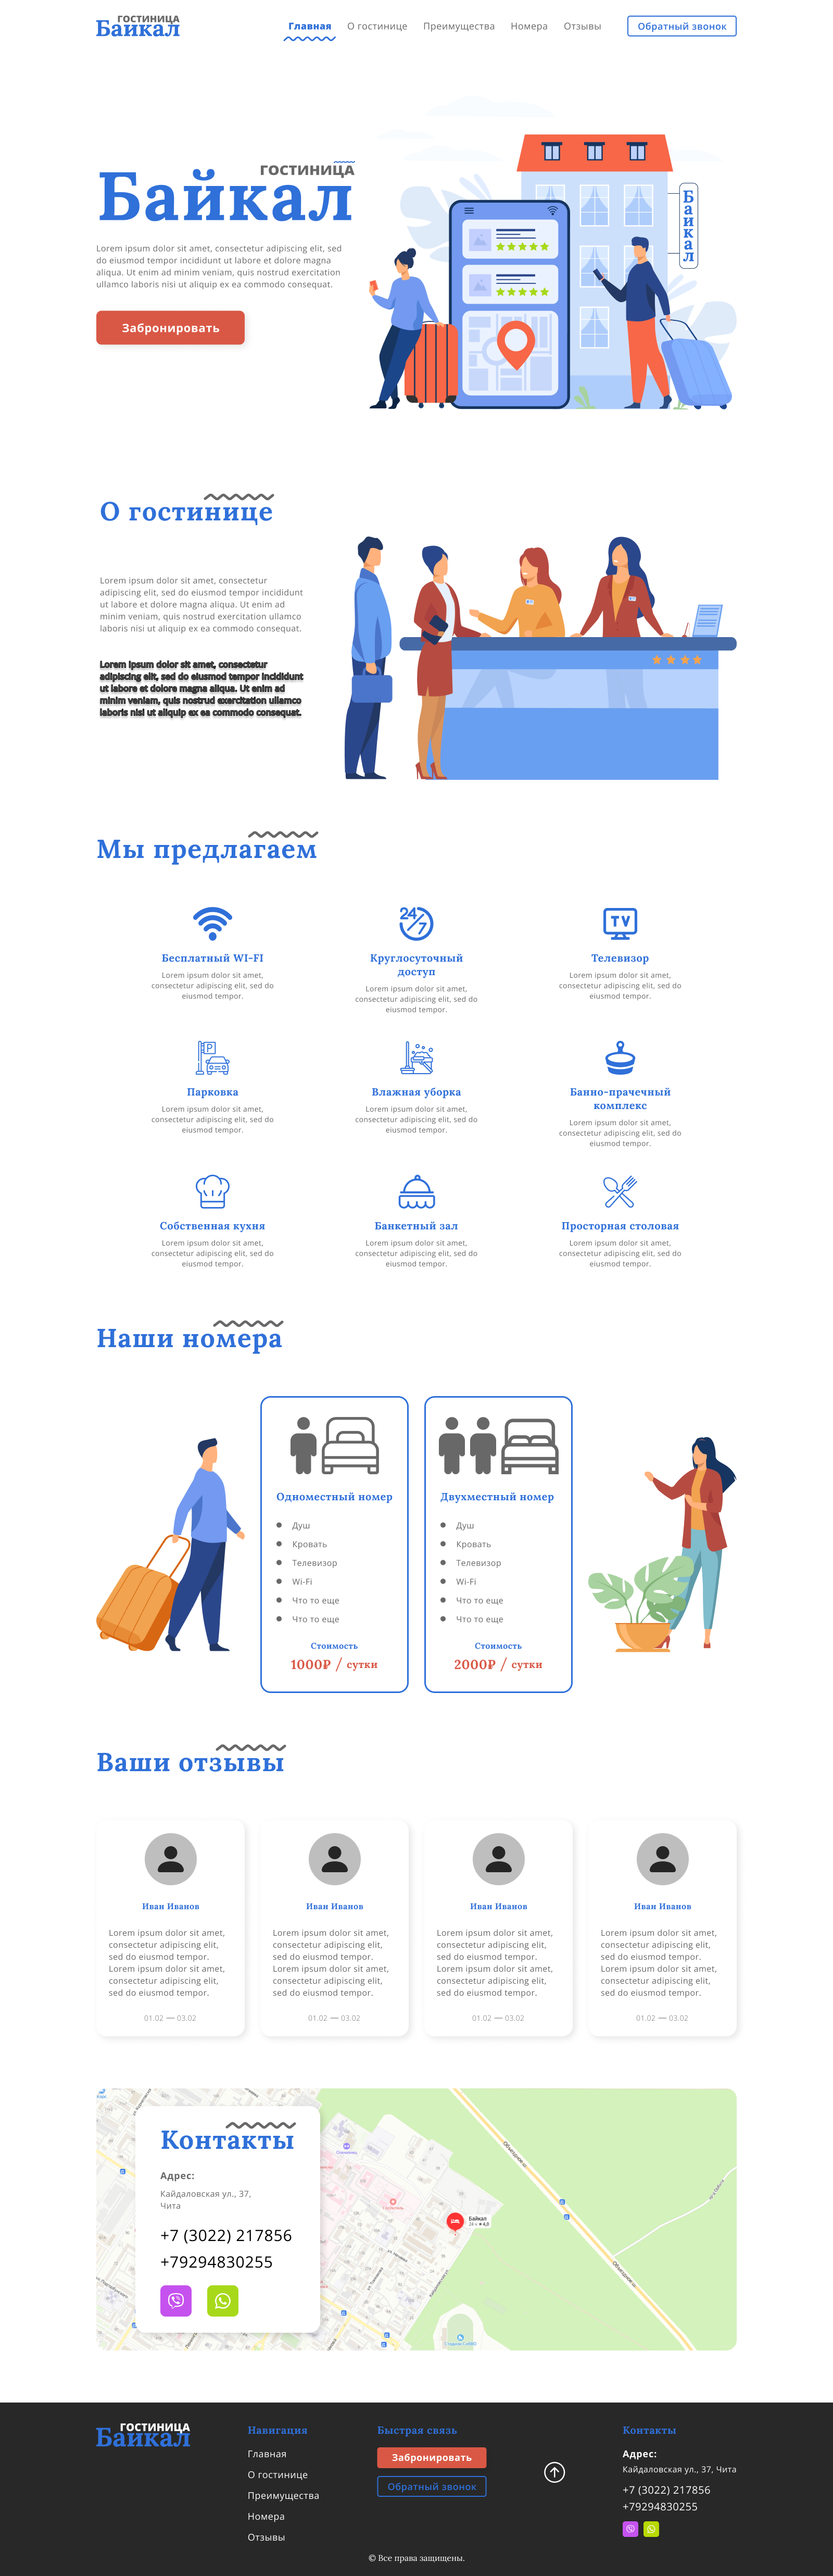 ГОСТИНИЦА
Байкал
Главная
О гостинице
Преимущества
Номера
Отзывы
Обратный звонок
ГОСТИНИЦА
Байкал
Lorem ipsum dolor sit amet, consectetur adipiscing elit, sed
do eiusmod tempor incididunt ut labore et dolore magna
aliqua. Ut enim ad minim veniam, quis nostrud exercitation
ullamco laboris nisi ut aliquip ex ea commodo consequat.
Забронировать
Байкал
О гостинице
Lorem ipsum dolor sit amet, consectetur
adipiscing elit, sed do eiusmod tempor incididunt
ut labore et dolore magna aliqua. Ut enim ad
minim veniam, quis nostrud exercitation ullamco
laboris nisi ut aliquip ex ea commodo consequat.
Lorem ipsum dolor sit amet, consectetur
adipiscing elit, sed do eiusmod tempor incididunt
ut labore et dolore magna aliqua. Ut enim ad
minim veniam, quis nostrud exercitation ullamco
laboris nisi ut aliquip ex ea commodo consequat.
Мы предлагаем
Бесплатный WI-FI
Lorem ipsum dolor sit amet,
consectetur adipiscing elit, sed do
eiusmod tempor.
24/7
Круглосуточный
доступ
Lorem ipsum dolor sit amet,
consectetur adipiscing elit, sed do
eiusmod tempor.
TV
Телевизор
Lorem ipsum dolor sit amet,
consectetur adipiscing elit, sed do
eiusmod tempor.
P
Парковка
Lorem ipsum dolor sit amet,
consectetur adipiscing elit, sed do
eiusmod tempor.
Влажная уборка
Lorem ipsum dolor sit amet,
consectetur adipiscing elit, sed do
eiusmod tempor.
Банно-прачечный
комплекс
Lorem ipsum dolor sit amet,
consectetur adipiscing elit, sed do
eiusmod tempor.
Собственная кухня
Lorem ipsum dolor sit amet,
consectetur adipiscing elit, sed do
eiusmod tempor.
Банкетный зал
Lorem ipsum dolor sit amet,
consectetur adipiscing elit, sed do
eiusmod tempor.
Просторная столовая
Lorem ipsum dolor sit amet,
consectetur adipiscing elit, sed do
eiusmod tempor.
Наши номера
Одноместный номер
Душ
Кровать
Телевизор
Wi-Fi
Что то еще
Что то еще
Стоимость
1000₽ / сутки
Двухместный номер
Душ
Кровать
Телевизор
Wi-Fi
Что то еще
Что то еще
Стоимость
2000₽ / сутки
Ваши отзывы
Иван Иванов
Lorem ipsum dolor sit amet,
consectetur adipiscing elit,
sed do eiusmod tempor.
Lorem ipsum dolor sit amet,
consectetur adipiscing elit,
sed do eiusmod tempor.
01.02 — 03.02
Иван Иванов
Lorem ipsum dolor sit amet,
consectetur adipiscing elit,
sed do eiusmod tempor.
Lorem ipsum dolor sit amet,
consectetur adipiscing elit,
sed do eiusmod tempor.
01.02 — 03.02
Иван Иванов
Lorem ipsum dolor sit amet,
consectetur adipiscing elit,
sed do eiusmod tempor.
Lorem ipsum dolor sit amet,
consectetur adipiscing elit,
sed do eiusmod tempor.
01.02 — 03.02
Иван Иванов
Lorem ipsum dolor sit amet,
consectetur adipiscing elit,
sed do eiusmod tempor.
Lorem ipsum dolor sit amet,
consectetur adipiscing elit,
sed do eiusmod tempor.
01.02 — 03.02
Контакты
Адрес:
Кайдаловская ул., 37,
Чита
+7 (3022) 217856
+79294830255
Объездное ш.
Байкал
Объездное ш.
ГОСТИНИЦА
Байкал
Навигация
Главная
О гостинице
Преимущества
Номера
Отзывы
Быстрая связь
Забронировать
Обратный звонок
Контакты
Адрес:
Кайдаловская ул., 37, Чита
+7 (3022) 217856
+79294830255
© Все права защищены.